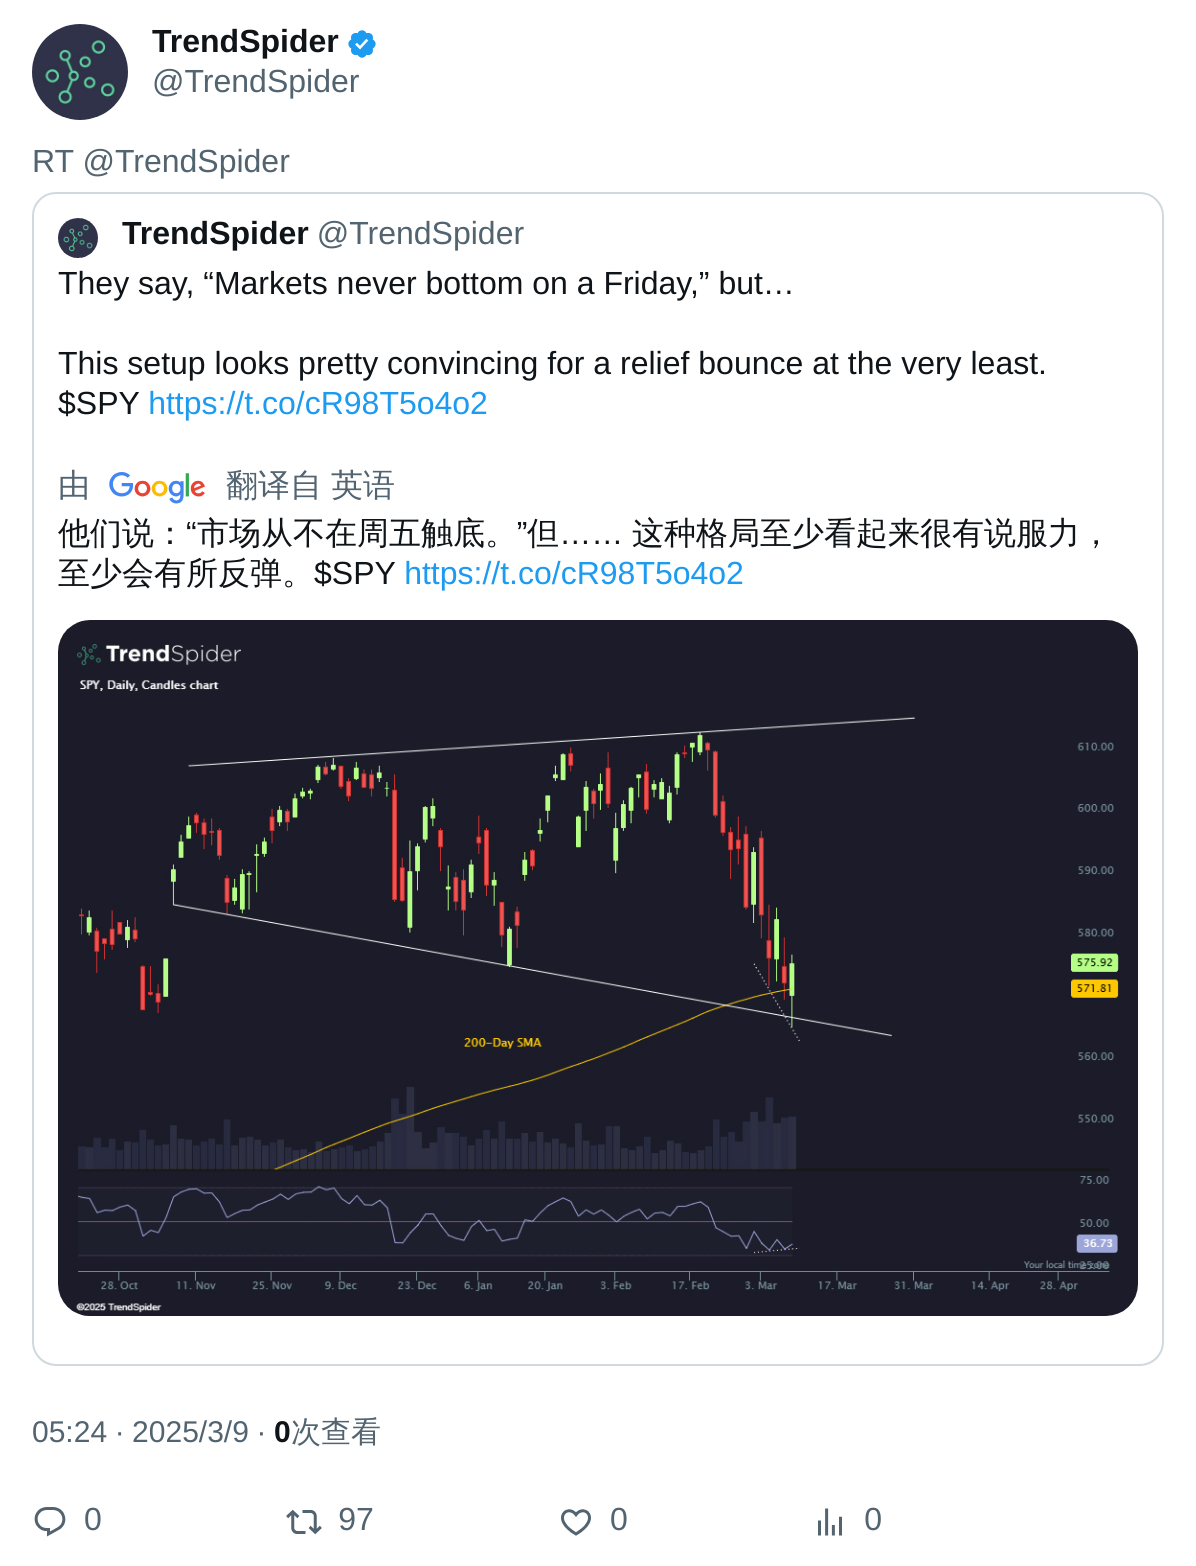 TrendSpider
@TrendSpider
RT @TrendSpider
TrendSpider @TrendSpider
They say, “Markets never bottom on a Friday,” but…
This setup looks pretty convincing for a relief bounce at the very least.
$SPY https://t.co/cR98T5o4o2
由 Google 翻译自 英语
他们说：“市场从不在周五触底。”但…… 这种格局至少看起来很有说服力，
至少会有所反弹。$SPY https://t.co/cR98T5o4o2
TrendSpider
SPY, Daily, Candles chart
610.00
600.00
590.00
580.00
575.92
571.81
200-Day SMA
560.00
550.00
75.00
50.00
36.73
Your local time zone
25.00
28. Oct 11. Nov 25. Nov 9. Dec 23. Dec 6. Jan 20. Jan 3. Feb 17. Feb 3. Mar 17. Mar 31. Mar 14. Apr 28. Apr
©2025 TrendSpider
05:24 · 2025/3/9 · 0次查看
0 97 0 0